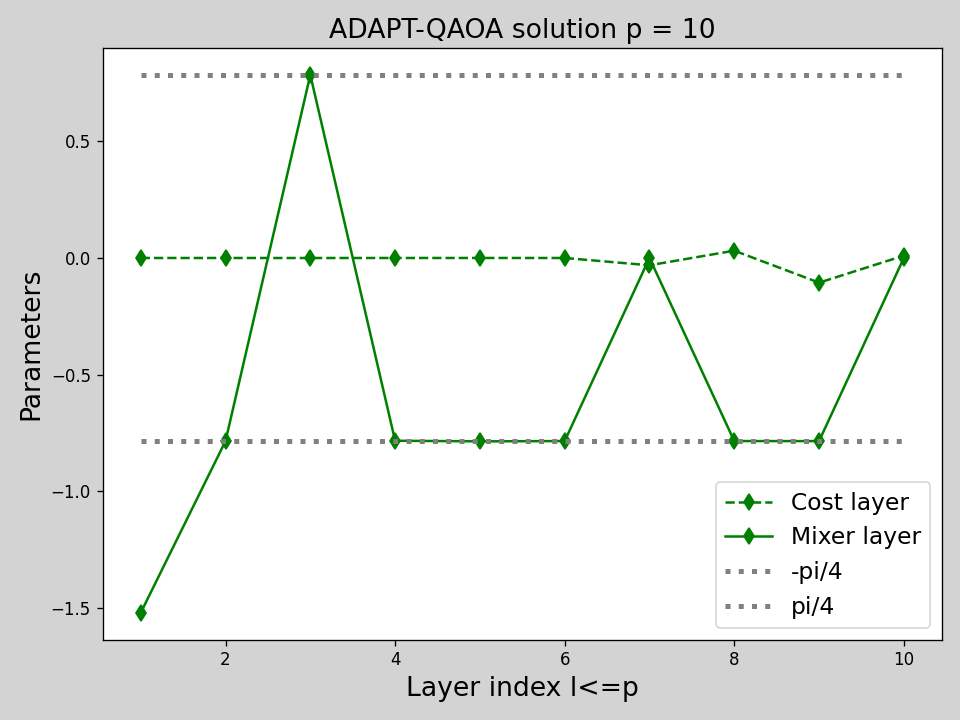 ADAPT-QAOA solution p = 10
Parameters
0.5
0.0
−0.5
−1.0
−1.5
2
4
6
8
10
Layer index l<=p
Cost layer
Mixer layer
-pi/4
pi/4